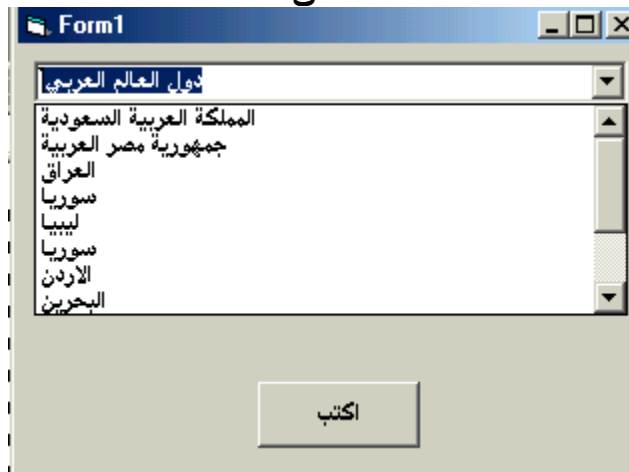 Form1
دول العالم العربي
المملكة العربية السعودية
جمهورية مصر العربية
العراق
سوريا
ليبيا
سوريا
الاردن
البحرين
اكتب